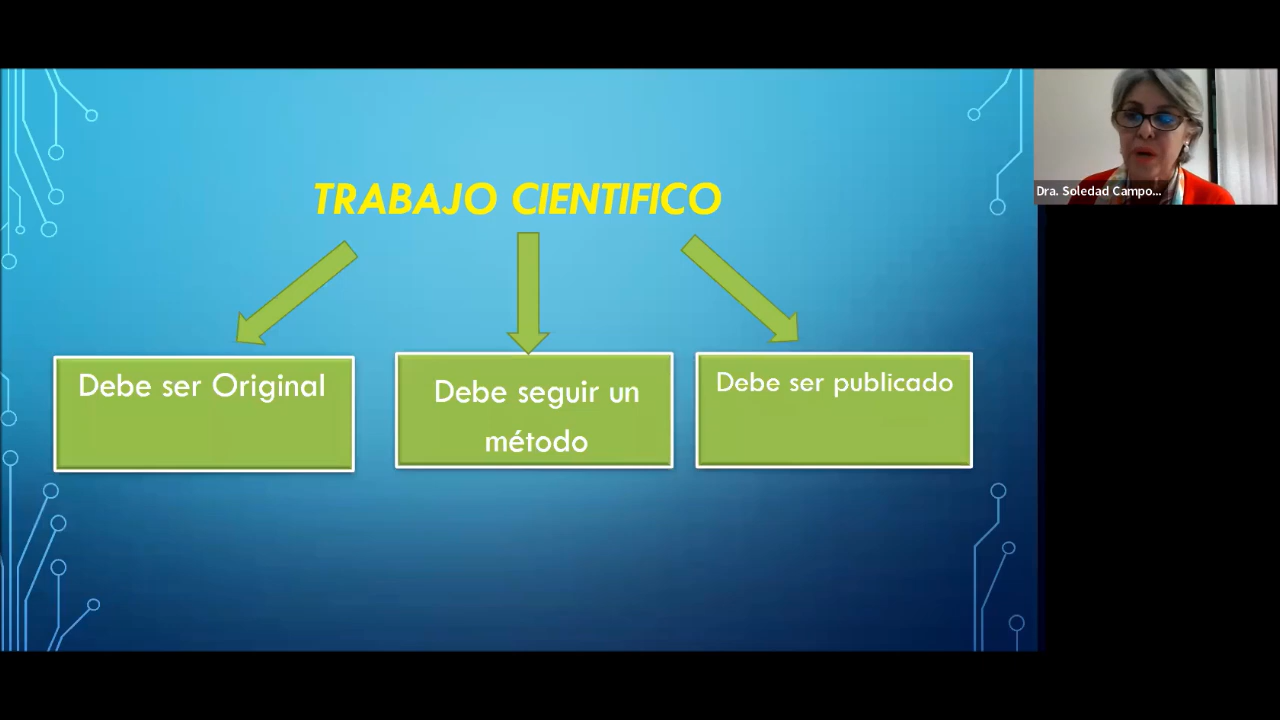 TRABAJO CIENTIFICO
Debe ser Original
Debe seguir un
método
Debe ser publicado
Dra. Soledad Campo...